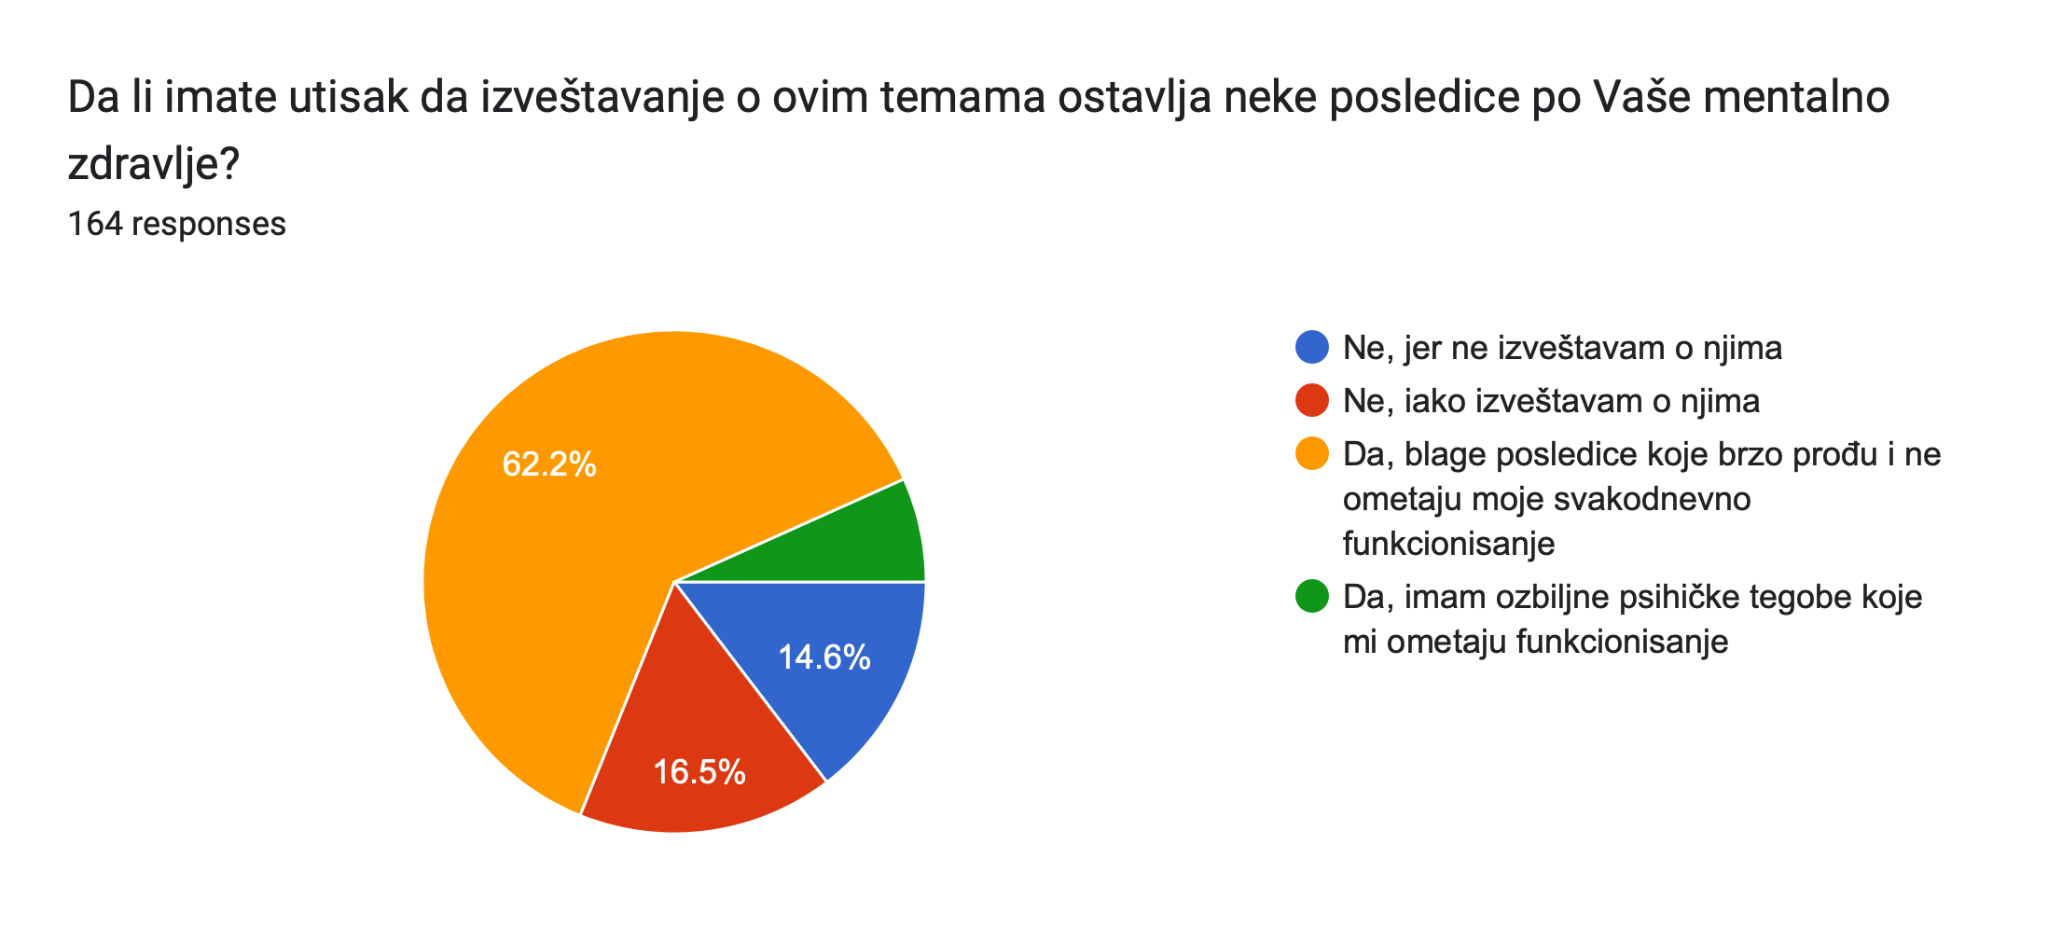 Da li imate utisak da izveštavanje o ovim temama ostavlja neke posledice po Vaše mentalno
zdravlje?
164 responses
62.2%
14.6%
16.5%
Ne, jer ne izveštavam o njima
Ne, iako izveštavam o njima
Da, blage posledice koje brzo prođu i ne
ometaju moje svakodnevno
funkcionisanje
Da, imam ozbiljne psihičke tegobe koje
mi ometaju funkcionisanje